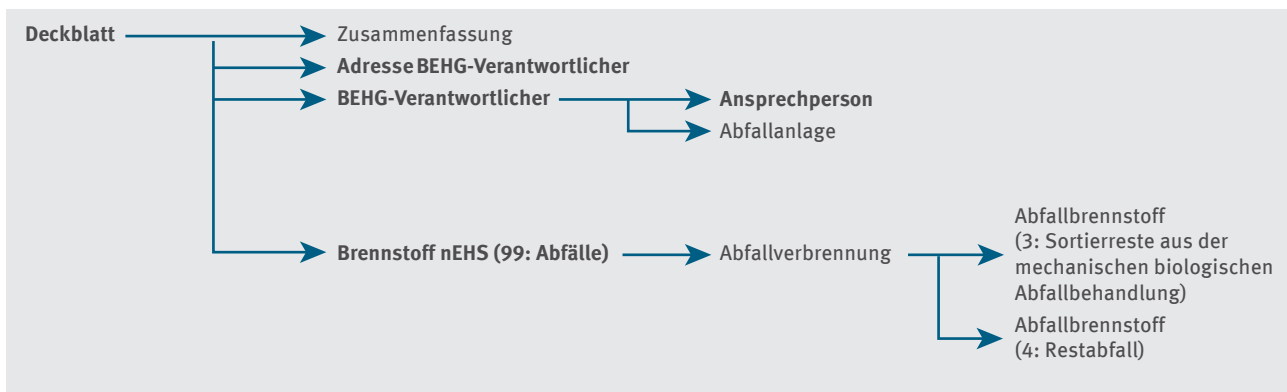 Deckblatt
Zusammenfassung
Adresse BEHG-Verantwortlicher
BEHG-Verantwortlicher
Ansprechperson
Abfallanlage
Brennstoff nEHS (99: Abfälle)
Abfallverbrennung
Abfallbrennstoff
(3: Sortierreste aus der
mechanischen biologischen
Abfallbehandlung)
Abfallbrennstoff
(4: Restabfall)